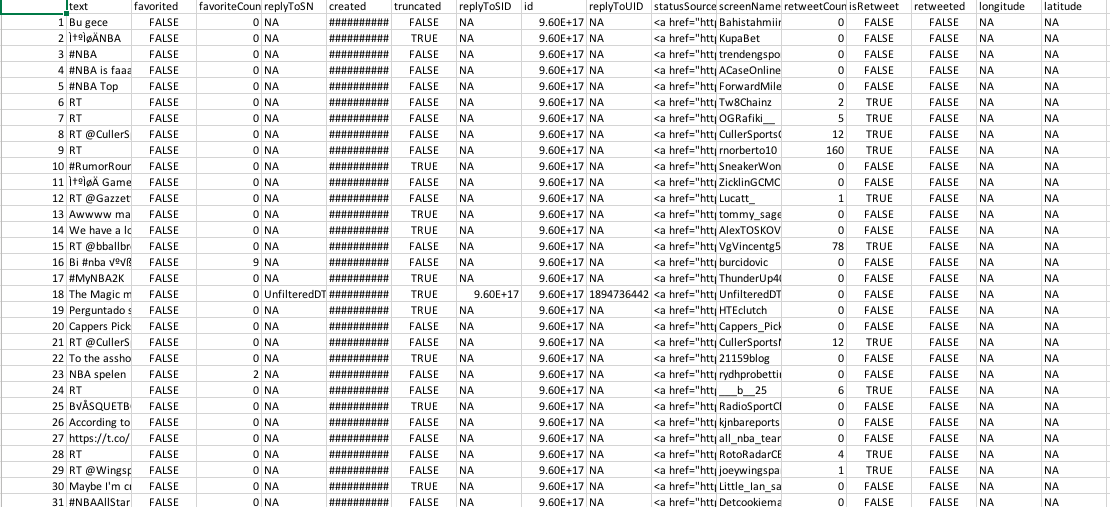 text favorited favoriteCoun replyToSN created truncated replyToSID id replyToUID statusSource screenName retweetCoun isRetweet retweeted longitude latitude
1 Bu gece FALSE 0 NA ########## FALSE NA 9.60E+17 NA <a href="http Bahistahmiin 0 FALSE FALSE NA NA
2 FALSE 0 NA ########## TRUE NA 9.60E+17 NA <a href="http KupaBet 0 FALSE FALSE NA NA
3 #NBA FALSE 0 NA ########## FALSE NA 9.60E+17 NA <a href="http trendengspo 0 FALSE FALSE NA NA
4 #NBA is faaa FALSE 0 NA ########## FALSE NA 9.60E+17 NA <a href="http ACaseOnline 0 FALSE FALSE NA NA
5 #NBA Top FALSE 0 NA ########## FALSE NA 9.60E+17 NA <a href="http ForwardMile 0 FALSE FALSE NA NA
6 RT FALSE 0 NA ########## FALSE NA 9.60E+17 NA <a href="http Tw8Chainz 2 TRUE FALSE NA NA
7 RT FALSE 0 NA ########## FALSE NA 9.60E+17 NA <a href="http OGRafiki__ 5 TRUE FALSE NA NA
8 RT @CullerS FALSE 0 NA ########## FALSE NA 9.60E+17 NA <a href="http CullerSports 12 TRUE FALSE NA NA
9 RT FALSE 0 NA ########## FALSE NA 9.60E+17 NA <a href="http rnorberto10 160 TRUE FALSE NA NA
10 #RumorRour FALSE 0 NA ########## TRUE NA 9.60E+17 NA <a href="http SneakerWon 0 FALSE FALSE NA NA
11 Game FALSE 0 NA ########## FALSE NA 9.60E+17 NA <a href="http ZicklinGCMC 0 FALSE FALSE NA NA
12 RT @Gazzet FALSE 0 NA ########## FALSE NA 9.60E+17 NA <a href="http Lucatt_ 1 TRUE FALSE NA NA
13 Awwww ma FALSE 0 NA ########## TRUE NA 9.60E+17 NA <a href="http tommy_sage 0 FALSE FALSE NA NA
14 We have a lo FALSE 0 NA ########## TRUE NA 9.60E+17 NA <a href="http AlexTOSKOV 0 FALSE FALSE NA NA
15 RT @bballbr FALSE 0 NA ########## FALSE NA 9.60E+17 NA <a href="http VgVincentg5 78 TRUE FALSE NA NA
16 Bi #nba FALSE 9 NA ########## FALSE NA 9.60E+17 NA <a href="http burcidovic 0 FALSE FALSE NA NA
17 #MyNBA2K FALSE 0 NA ########## TRUE NA 9.60E+17 NA <a href="http ThunderUp4 0 FALSE FALSE NA NA
18 The Magic m FALSE 0 UnfilteredDT ########## TRUE 9.60E+17 9.60E+17 1894736442 <a href="http UnfilteredDT 0 FALSE FALSE NA NA
19 Perguntado s FALSE 0 NA ########## TRUE NA 9.60E+17 NA <a href="http HTEclutch 0 FALSE FALSE NA NA
20 Cappers Pick FALSE 0 NA ########## FALSE NA 9.60E+17 NA <a href="http Cappers_Pick 0 FALSE FALSE NA NA
21 RT @CullerS FALSE 0 NA ########## FALSE NA 9.60E+17 NA <a href="http CullerSports 12 TRUE FALSE NA NA
22 To the assho FALSE 0 NA ########## TRUE NA 9.60E+17 NA <a href="http 21159blog 0 FALSE FALSE NA NA
23 NBA spelen FALSE 2 NA ########## FALSE NA 9.60E+17 NA <a href="http rydhprobetti 0 FALSE FALSE NA NA
24 RT FALSE 0 NA ########## FALSE NA 9.60E+17 NA <a href="http ___b__25 6 TRUE FALSE NA NA
25 B√ÅSQUETB FALSE 0 NA ########## TRUE NA 9.60E+17 NA <a href="http RadioSportCl 0 FALSE FALSE NA NA
26 According to FALSE 0 NA ########## FALSE NA 9.60E+17 NA <a href="http kjnbareports 0 FALSE FALSE NA NA
27 https://t.co/ FALSE 0 NA ########## FALSE NA 9.60E+17 NA <a href="http all_nba_tear 0 FALSE FALSE NA NA
28 RT FALSE 0 NA ########## FALSE NA 9.60E+17 NA <a href="http RotoRadarCE 4 TRUE FALSE NA NA
29 RT @Wingsp FALSE 0 NA ########## FALSE NA 9.60E+17 NA <a href="http joeywingspa 1 TRUE FALSE NA NA
30 Maybe I'm cr FALSE 0 NA ########## TRUE NA 9.60E+17 NA <a href="http Little_Ian_sa 0 FALSE FALSE NA NA
31 #NBAAllStar FALSE 0 NA ########## FALSE NA 9.60E+17 NA <a href="http Detcookiema 0 FALSE FALSE NA NA